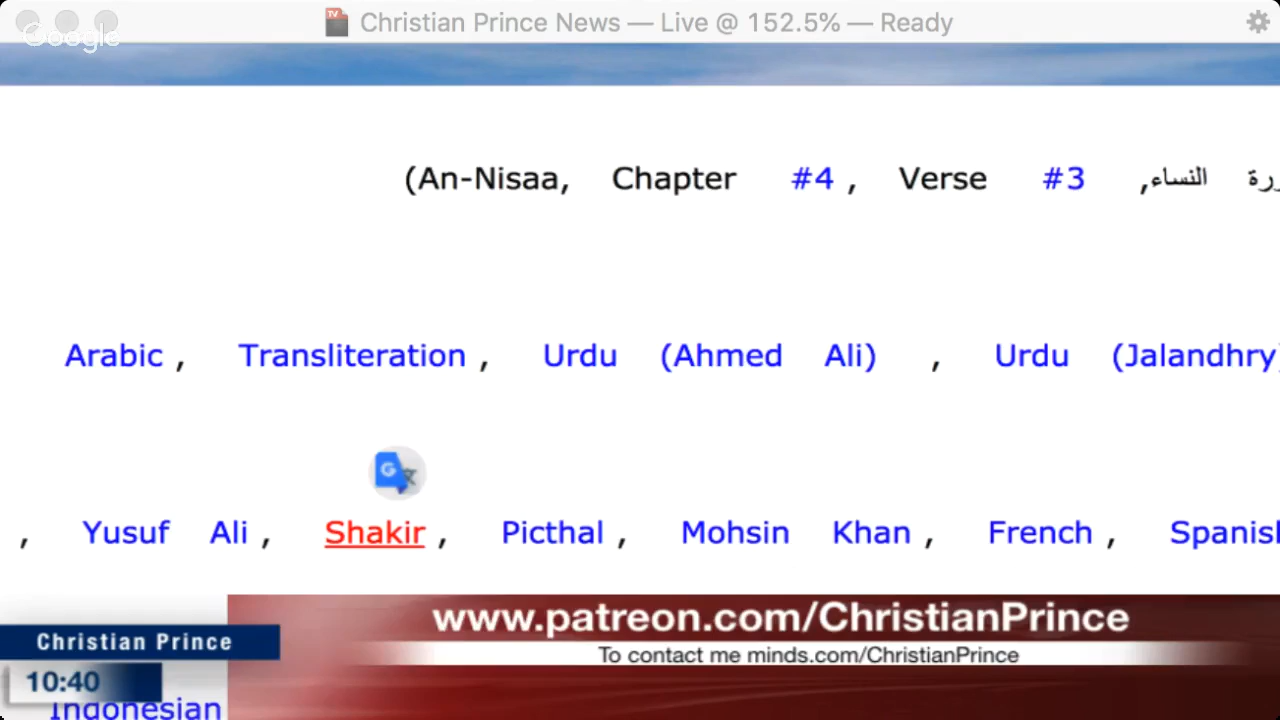 Christian Prince News — Live @ 152.5% — Ready
Google
(An-Nisaa, Chapter #4 , Verse #3 النساء,
Arabic , Transliteration , Urdu (Ahmed Ali) , Urdu (Jalandhry)
, Yusuf Ali , Shakir , Picthal , Mohsin Khan , French , Spanish
www.patreon.com/ChristianPrince
To contact me minds.com/ChristianPrince
Christian Prince
10:40
Indonesian